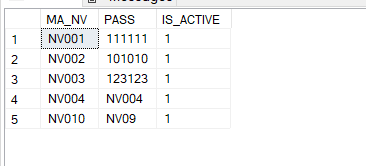 MA_NV PASS IS_ACTIVE
1 NV001 111111 1
2 NV002 101010 1
3 NV003 123123 1
4 NV004 NV004 1
5 NV010 NV09 1